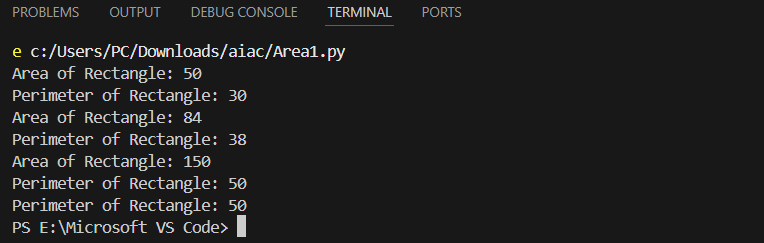 PROBLEMS OUTPUT DEBUG CONSOLE TERMINAL PORTS
e c:/Users/PC/Downloads/aiac/Area1.py
Area of Rectangle: 50
Perimeter of Rectangle: 30
Area of Rectangle: 84
Perimeter of Rectangle: 38
Area of Rectangle: 150
Perimeter of Rectangle: 50
Perimeter of Rectangle: 50
PS E:\Microsoft VS Code>